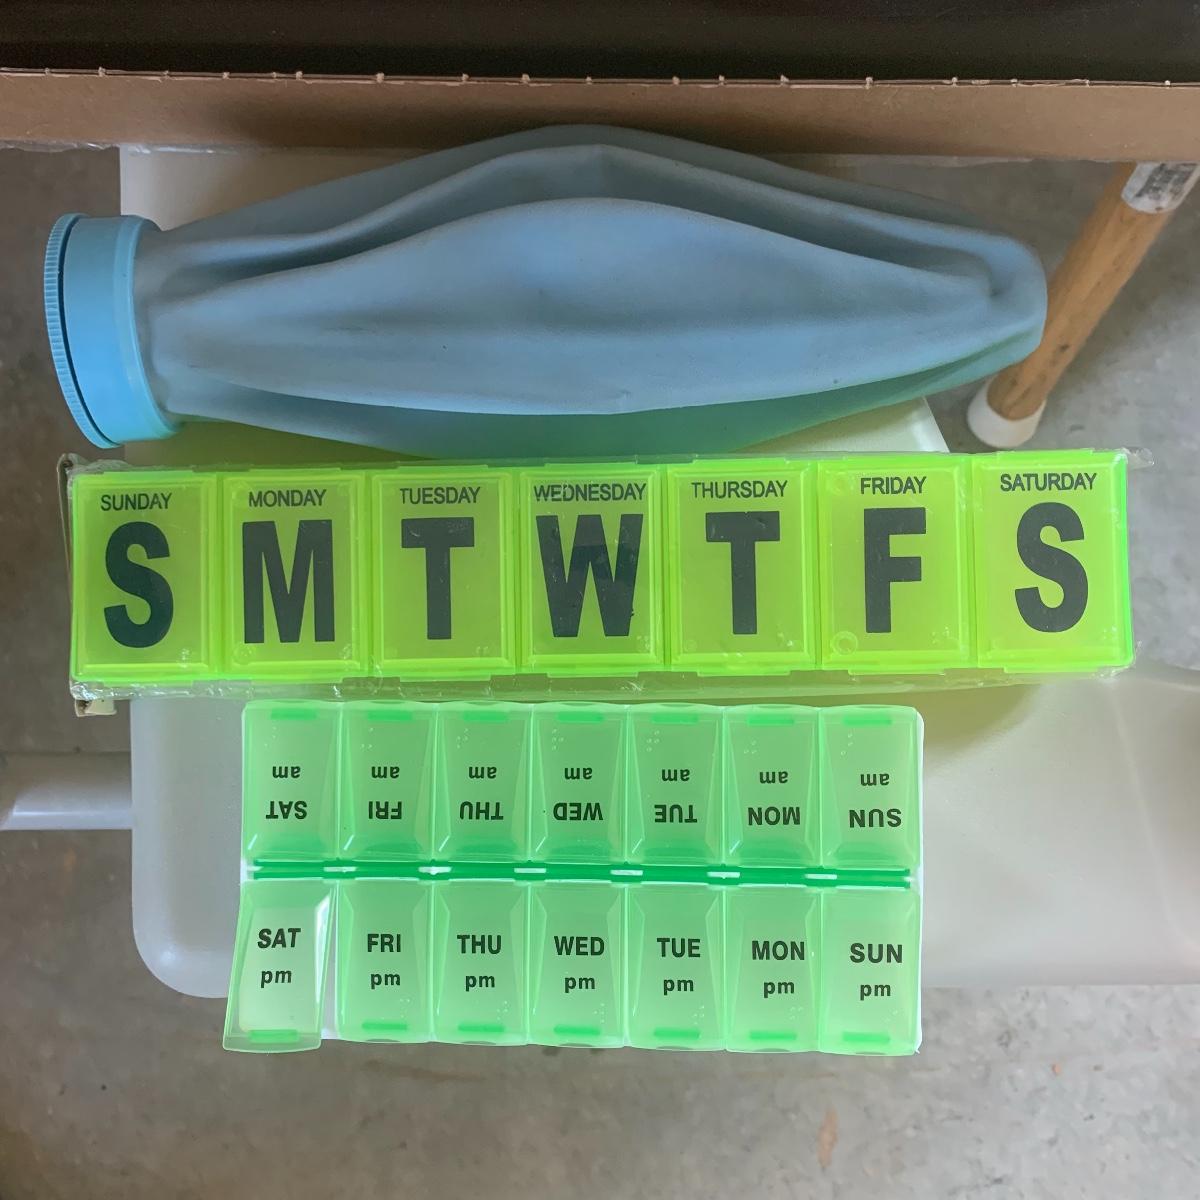 SUNDAY MONDAY TUESDAY WEDNESDAY THURSDAY FRIDAY SATURDAY
S M T W T F S
am am am am am am am
SAT FRI THU WED TUE MON SUN
SAT FRI THU WED TUE MON SUN
pm pm pm pm pm pm pm